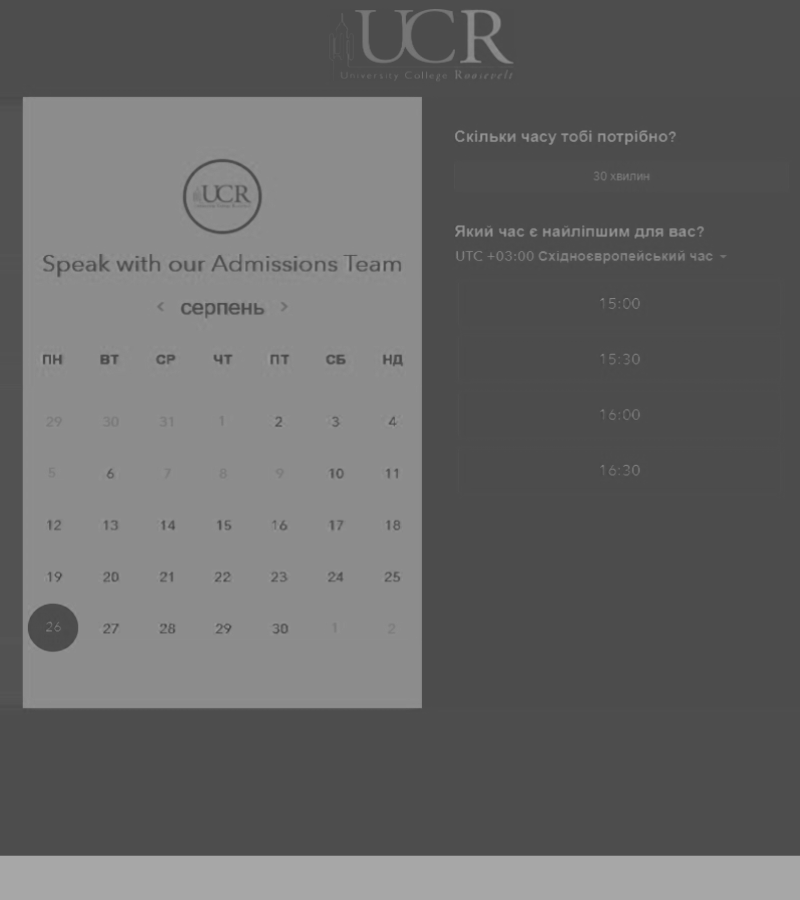 UCR
University College Roosevelt
UCR
Speak with our Admissions Team
< серпень >
ПН ВТ СР ЧТ ПТ СБ НД
29 30 31 1 2 3 4
5 6 7 8 9 10 11
12 13 14 15 16 17 18
19 20 21 22 23 24 25
26 27 28 29 30 1 2
Скільки часу тобі потрібно?
30 хвилин
Який час є найліпшим для вас?
UTC +03:00 Східноєвропейський час
15:00
15:30
16:00
16:30